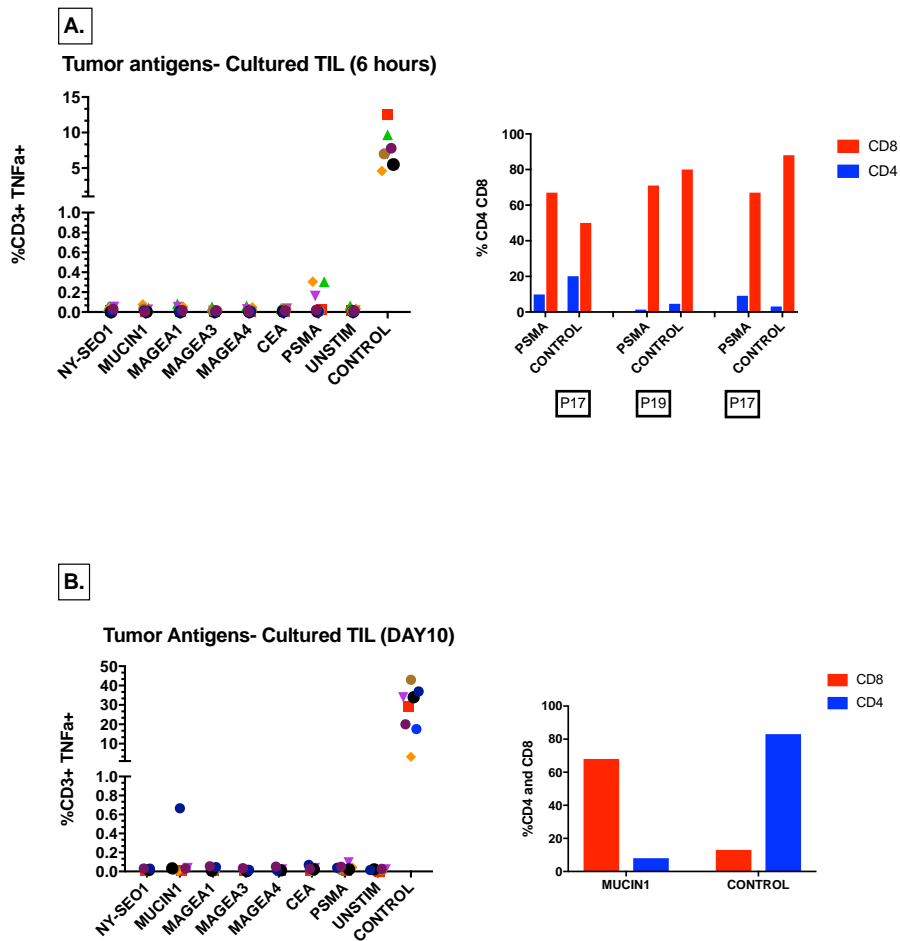 A.
Tumor antigens- Cultured TIL (6 hours)
%CD3+ TNFa+
15
10
5
1.0
0.8
0.6
0.4
0.2
0.0
NY-SEO1
MUCIN1
MAGEA1
MAGEA3
MAGEA4
CEA
PSMA
UNSTIM
CONTROL
% CD4 CD8
100
80
60
40
20
0
PSMA
CONTROL
PSMA
CONTROL
PSMA
CONTROL
P17
P19
P17
CD8
CD4
B.
Tumor Antigens- Cultured TIL (DAY10)
%CD3+ TNFa+
50
40
30
20
10
1.0
0.8
0.6
0.4
0.2
0.0
NY-SEO1
MUCIN1
MAGEA1
MAGEA3
MAGEA4
CEA
PSMA
UNSTIM
CONTROL
%CD4 and CD8
100
80
60
40
20
0
MUCIN1
CONTROL
CD8
CD4